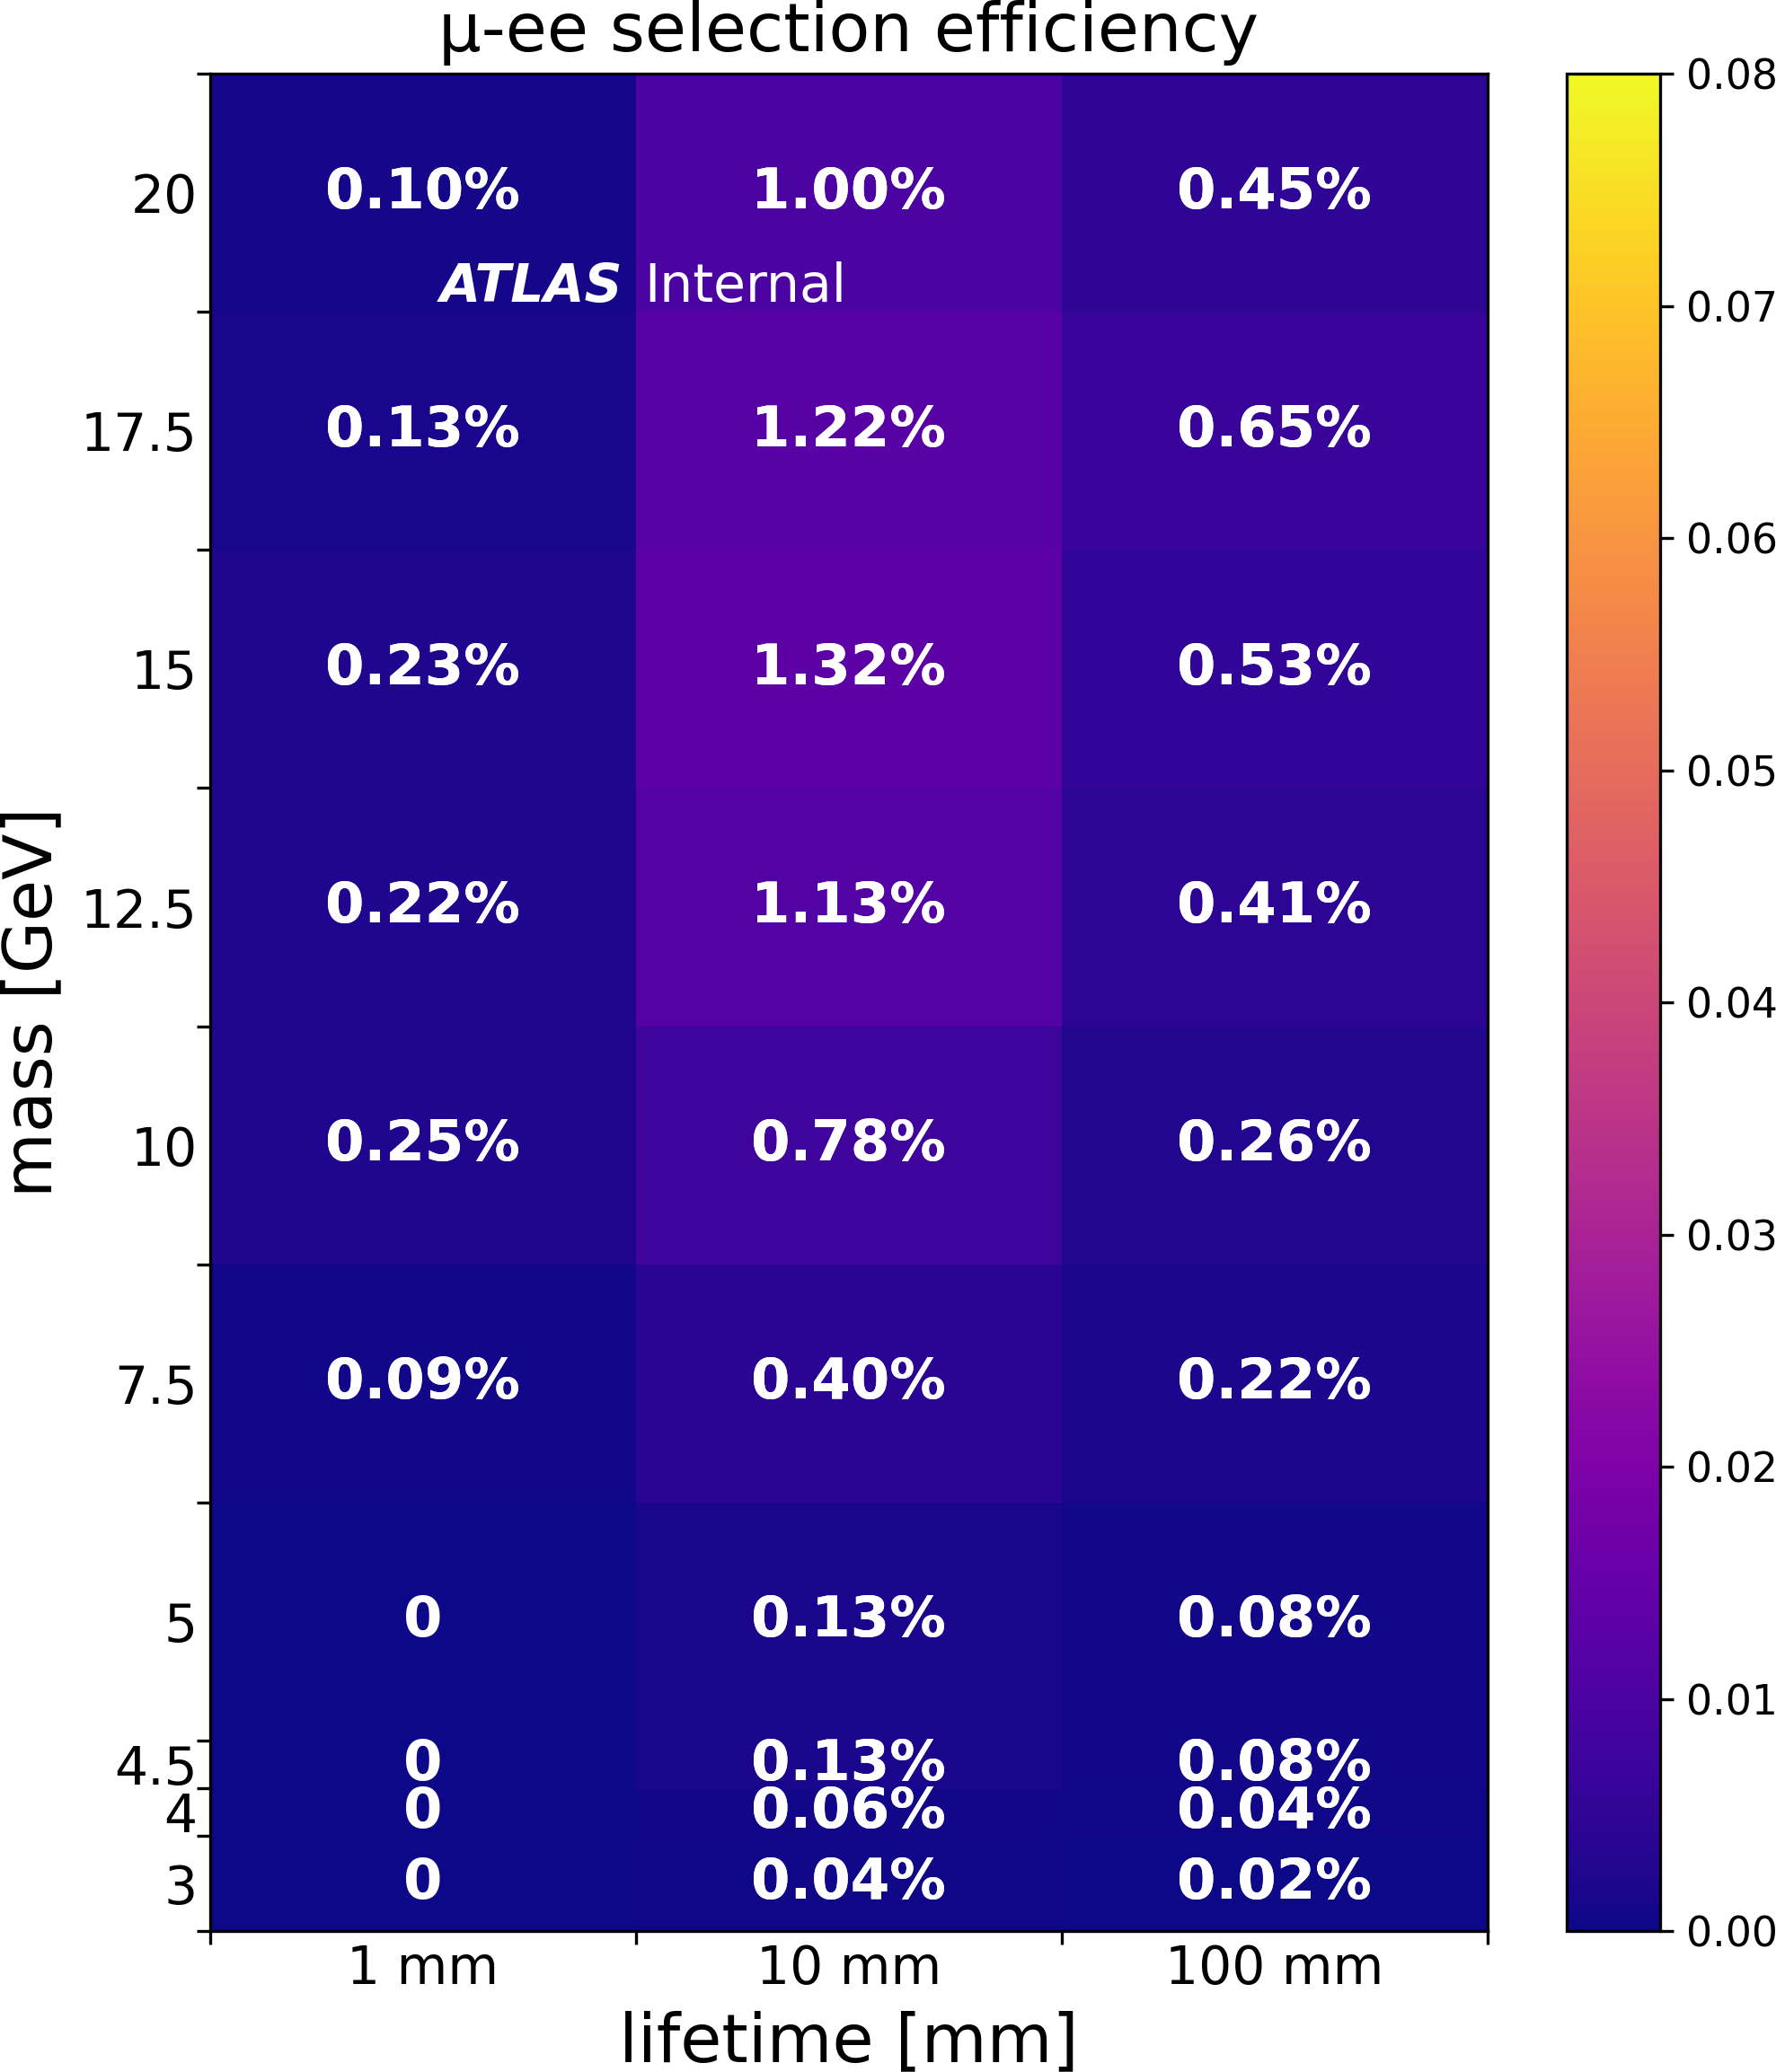 μ-ee selection efficiency
0.08
20 0.10% 1.00% 0.45%
ATLAS Internal
0.07
17.5 0.13% 1.22% 0.65%
0.06
15 0.23% 1.32% 0.53%
0.05
12.5 0.22% 1.13% 0.41%
0.04
mass [GeV]
10 0.25% 0.78% 0.26%
0.03
7.5 0.09% 0.40% 0.22%
0.02
5 0 0.13% 0.08%
0.01
4.5 0 0.13% 0.08%
4 0 0.06% 0.04%
3 0 0.04% 0.02%
0.00
1 mm 10 mm 100 mm
lifetime [mm]